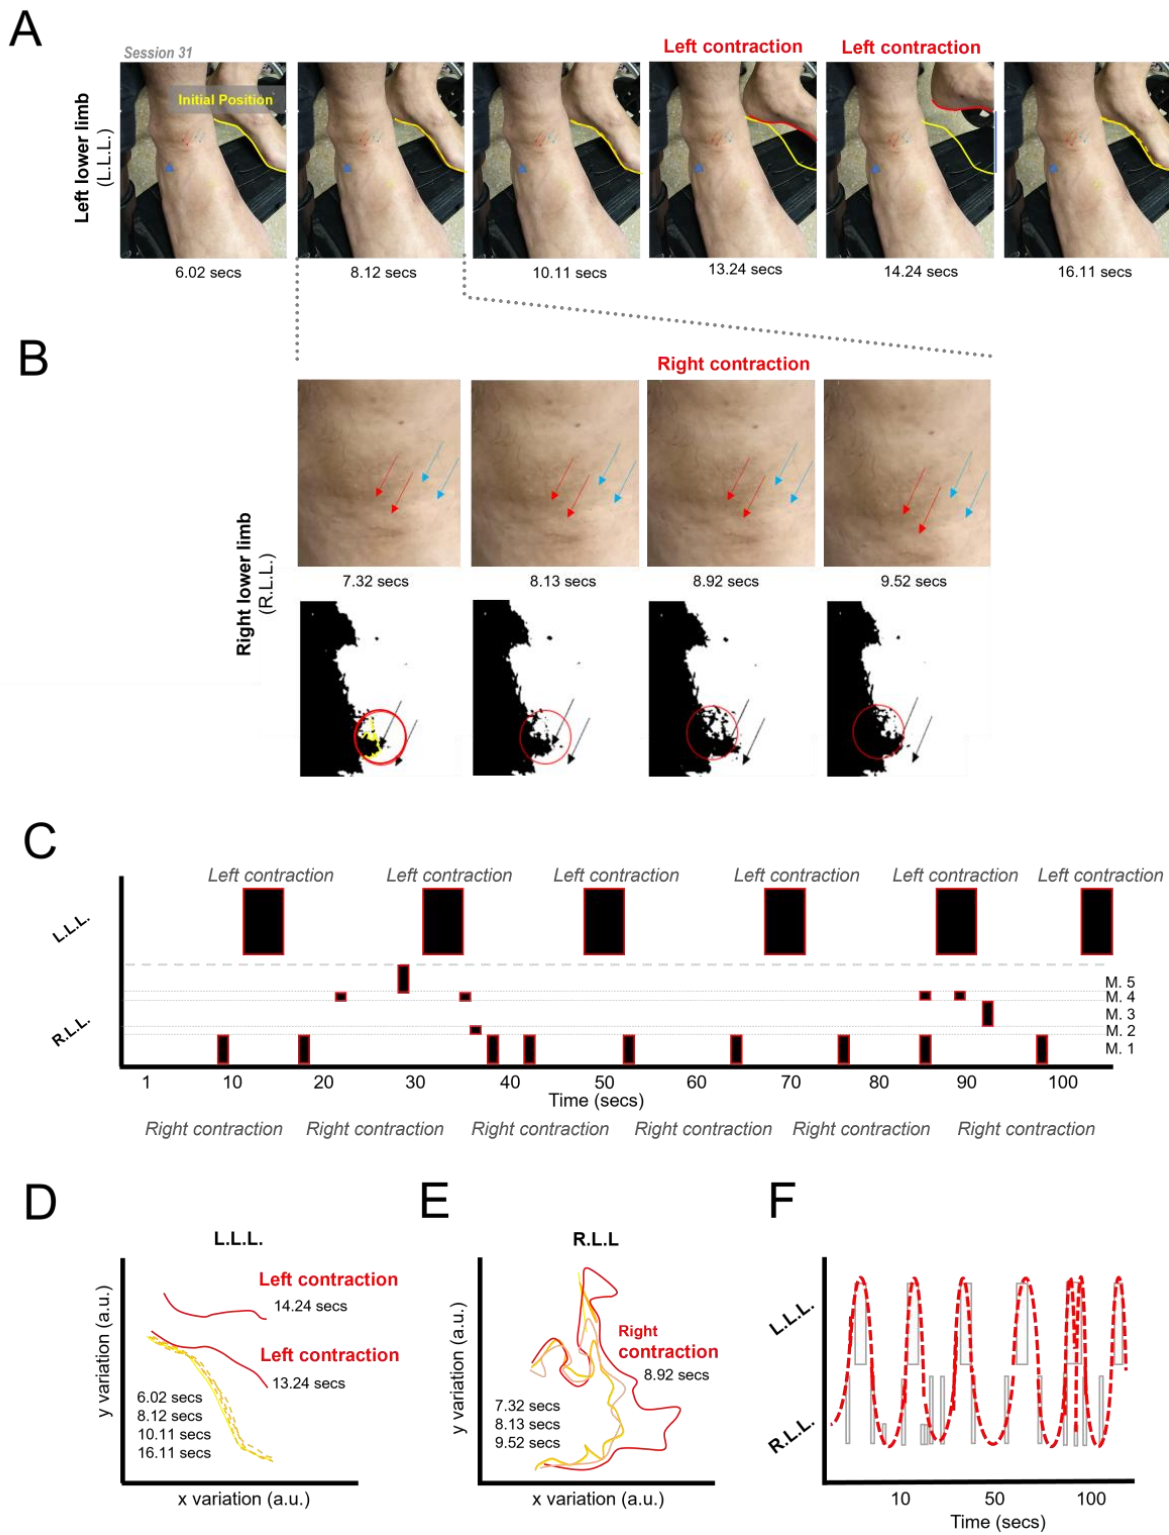 A
Session 31
Left contraction
Left contraction
Initial Position
Left lower limb
(L.L.L.)
6.02 secs
8.12 secs
10.11 secs
13.24 secs
14.24 secs
16.11 secs
B
Right contraction
Right lower limb
(R.L.L.)
7.32 secs
8.13 secs
8.92 secs
9.52 secs
C
Left contraction
Left contraction
Left contraction
Left contraction
Left contraction
Left contraction
L.L.L.
R.L.L.
M. 5
M. 4
M. 3
M. 2
M. 1
1 10 20 30 40 50 60 70 80 90 100
Time (secs)
Right contraction
Right contraction
Right contraction
Right contraction
Right contraction
Right contraction
D
L.L.L.
y variation (a.u.)
Left contraction
14.24 secs
Left contraction
13.24 secs
6.02 secs
8.12 secs
10.11 secs
16.11 secs
x variation (a.u.)
E
R.L.L
y variation (a.u.)
Right
contraction
8.92 secs
7.32 secs
8.13 secs
9.52 secs
x variation (a.u.)
F
L.L.L.
R.L.L.
10 50 100
Time (secs)